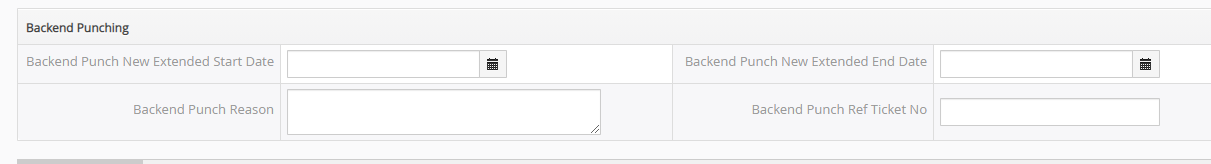 Backend Punching
Backend Punch New Extended Start Date
Backend Punch New Extended End Date
Backend Punch Reason
Backend Punch Ref Ticket No